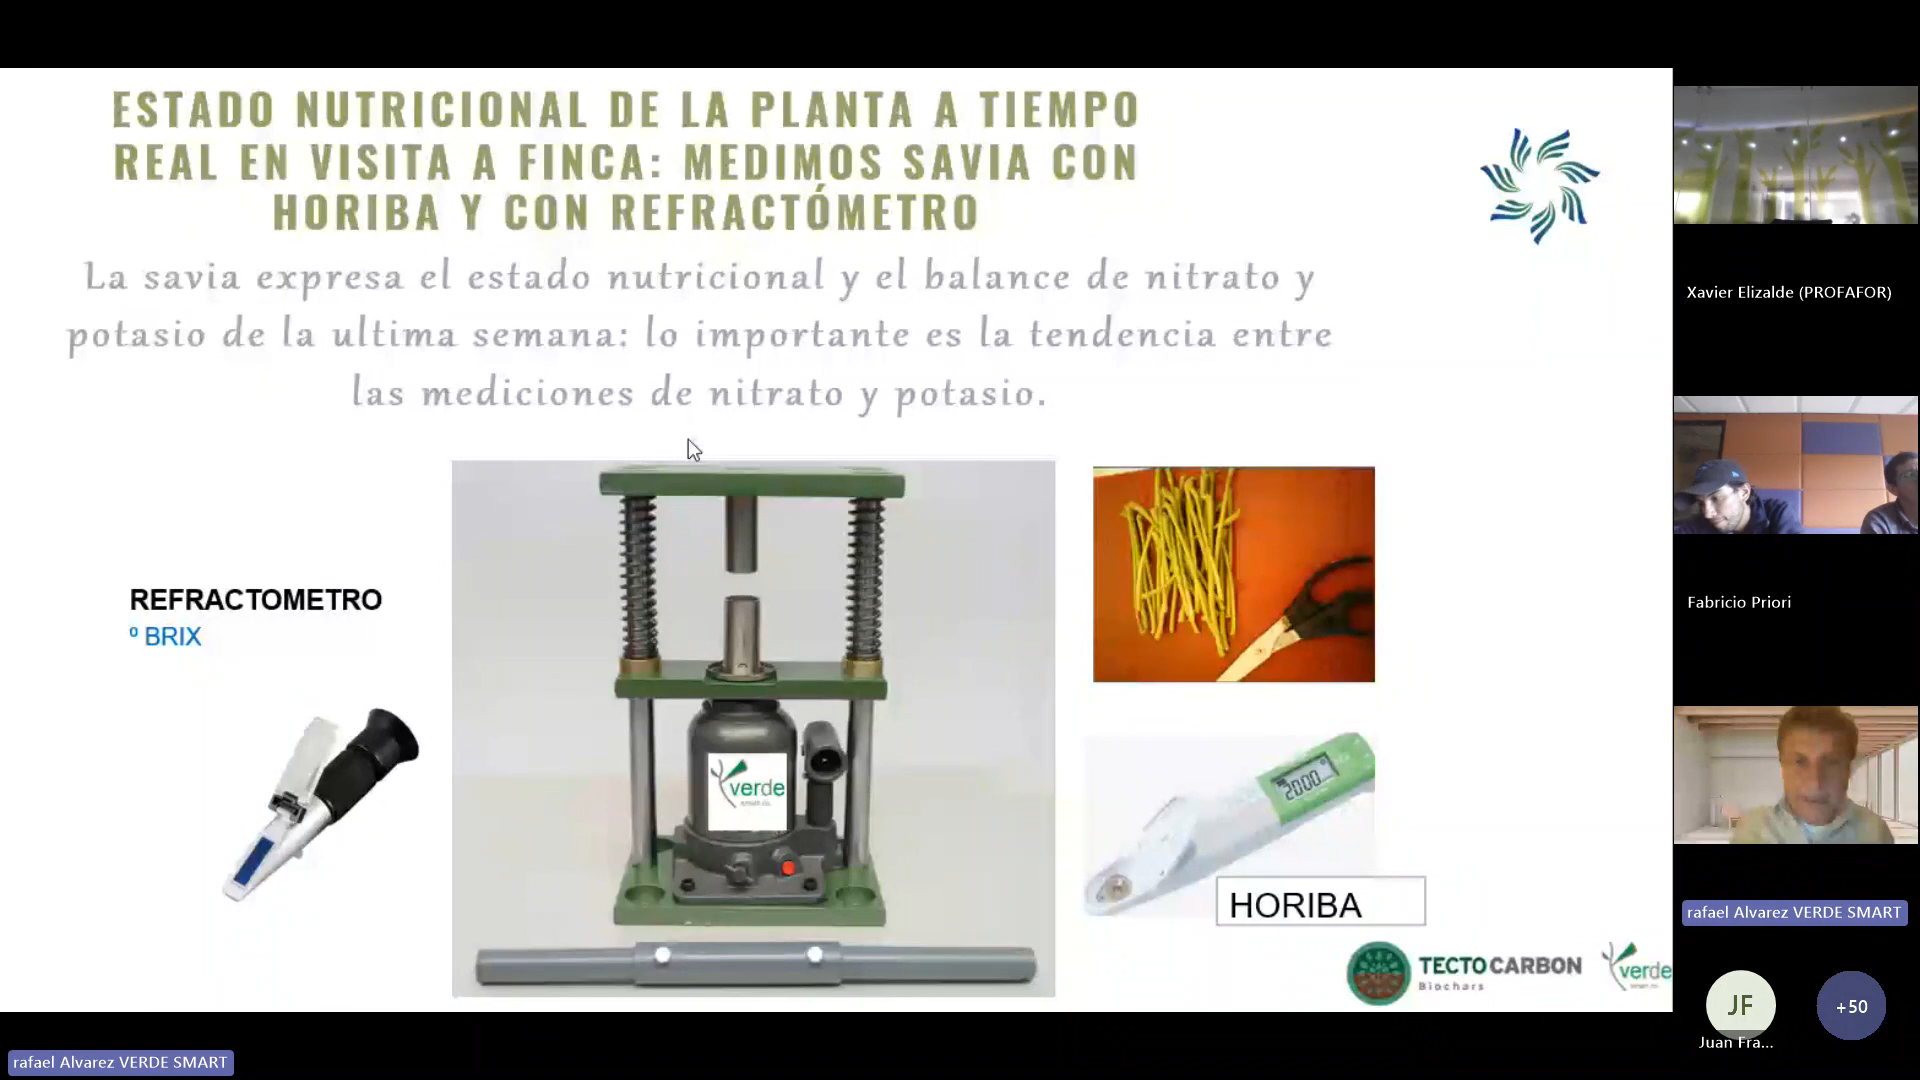 ESTADO NUTRICIONAL DE LA PLANTA A TIEMPO
REAL EN VISITA A FINCA: MEDIMOS SAVIA CON
HORIBA Y CON REFRACTÓMETRO
La savia expresa el estado nutricional y el balance de nitrato y
potasio de la ultima semana: lo importante es la tendencia entre
las mediciones de nitrato y potasio.
REFRACTOMETRO
º BRIX
verde
2000
HORIBA
TECTO CARBON
Biochars
verde
Xavier Elizalde (PROFAFOR)
Fabricio Priori
rafael Alvarez VERDE SMART
JF
Juan Fra...
+50
rafael Alvarez VERDE SMART